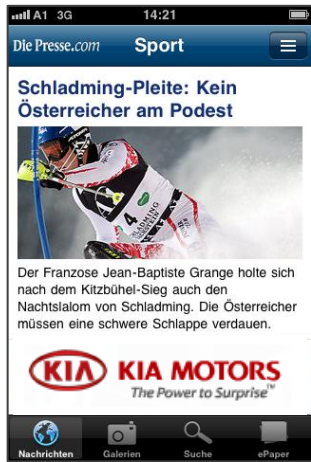 A1 3G 14:21
Die Presse.com Sport
Schladming-Pleite: Kein
Österreicher am Podest
4
Der Franzose Jean-Baptiste Grange holte sich
nach dem Kitzbühel-Sieg auch den
Nachtslalom von Schladming. Die Österreicher
müssen eine schwere Schlappe verdauen.
KIA KIA MOTORS
The Power to Surprise™
Nachrichten Galerien Suche ePaper